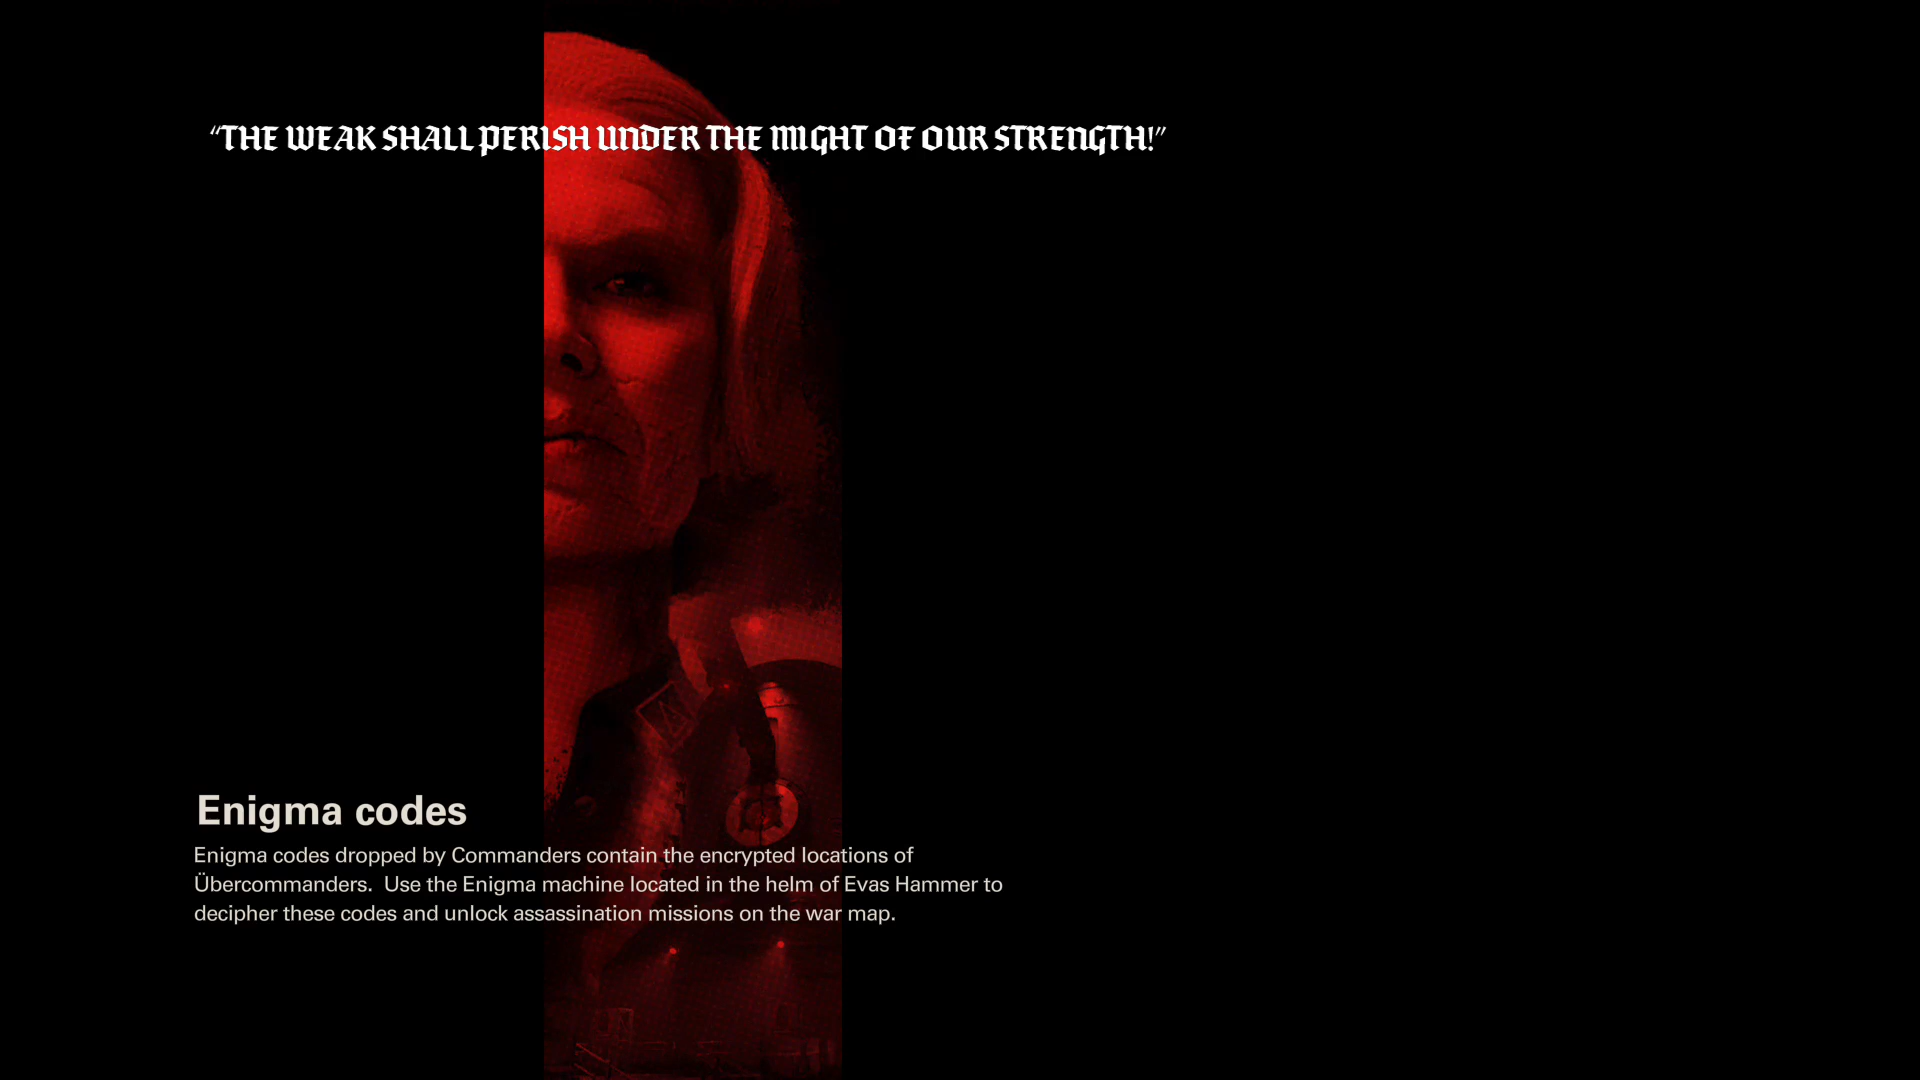 “THE WEAK SHALL PERISH UNDER THE MIGHT OF OUR STRENGTH!”
Enigma codes
Enigma codes dropped by Commanders contain the encrypted locations of
Übercommanders.  Use the Enigma machine located in the helm of Evas Hammer to
decipher these codes and unlock assassination missions on the war map.